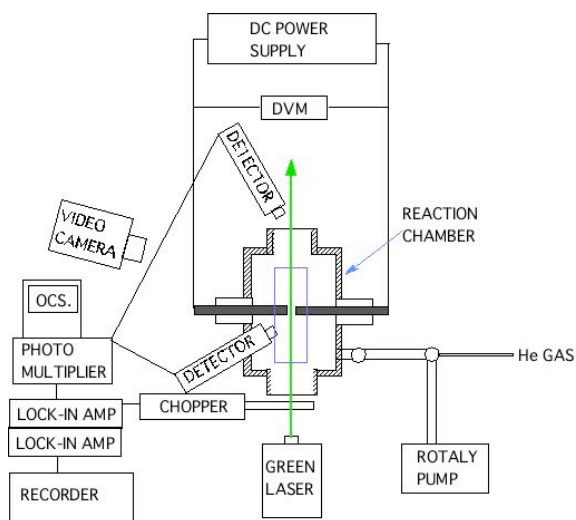 DC POWER
SUPPLY
DVM
DETECTOR
VIDEO
CAMERA
REACTION
CHAMBER
OCS.
PHOTO
MULTIPLIER
DETECTOR
He GAS
LOCK-IN AMP
CHOPPER
LOCK-IN AMP
GREEN
LASER
ROTALY
PUMP
RECORDER